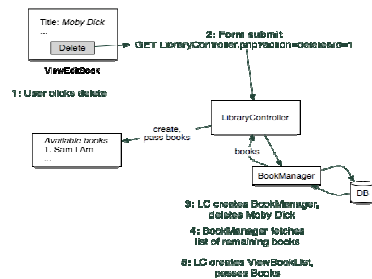 Title: Moby Dick
...
Delete
ViewEditBook
1: User clicks delete
2: Form submit
GET LibraryController.php?action=delete&id=1
LibraryController
create,
pass books
Available books
1. Sam I Am
...
books
BookManager
DB
3: LC creates BookManager,
deletes Moby Dick
4: BookManager fetches
list of remaining books
5: LC creates ViewBookList,
passes Books